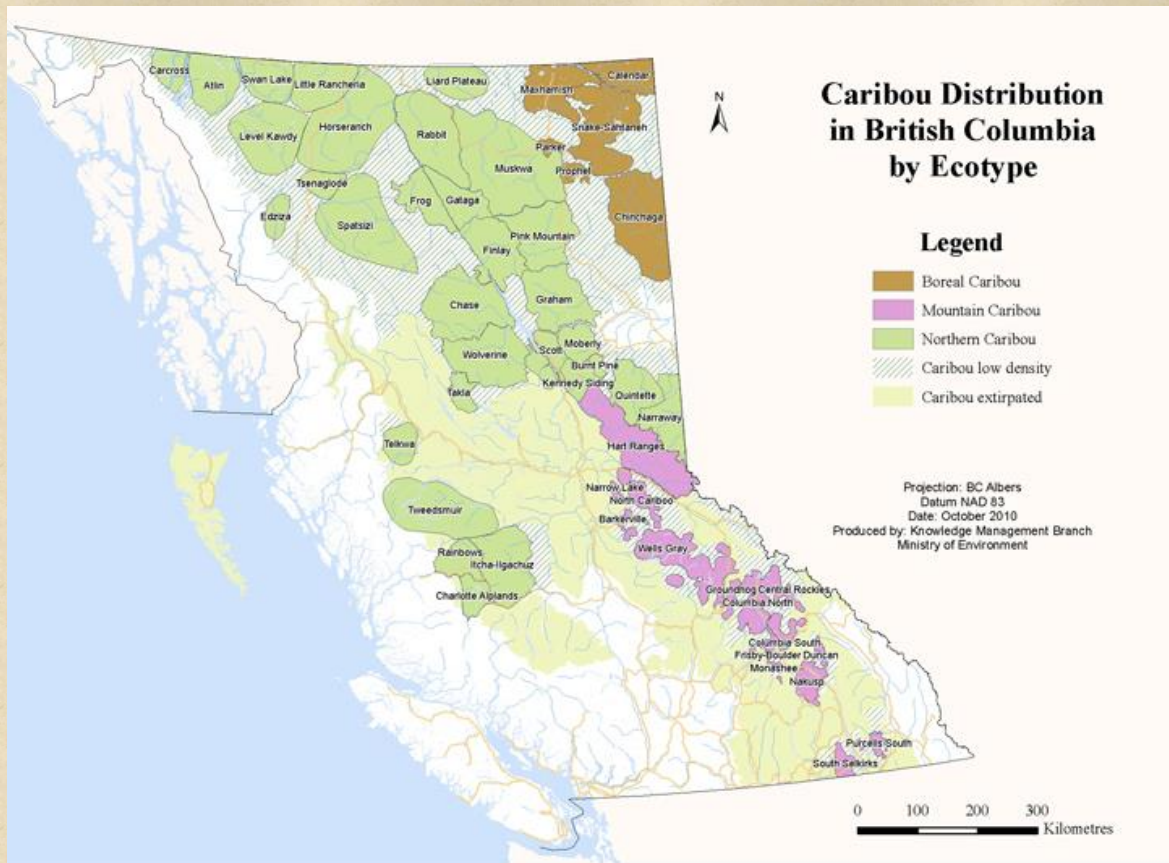 Caribou Distribution
in British Columbia
by Ecotype
N
Legend
Boreal Caribou
Mountain Caribou
Northern Caribou
Caribou low density
Caribou extirpated
Projection: BC Albers
Datum NAD 83
Date: October 2010
Produced by: Knowledge Management Branch
Ministry of Environment
0 100 200 300
Kilometres
Carcross
Atlin
Swan Lake
Little Rancheria
Liard Plateau
Maxhamish
Calendar
Level Kawdy
Horseranch
Rabbit
Snake-Sahtaneh
Parker
Prophet
Muskwa
Tsenaglode
Edziza
Spatsizi
Frog
Gataga
Chinchaga
Finlay
Pink Mountain
Chase
Graham
Wolverine
Scott
Moberly
Burnt Pine
Kennedy Siding
Takla
Quintette
Narraway
Telkwa
Hart Ranges
Narrow Lake
North Cariboo
Tweedsmuir
Barkerville
Wells Gray
Rainbows
Itcha-Ilgachuz
Charlotte Alplands
Groundhog
Central Rockies
Columbia North
Columbia South
Frisby-Boulder
Duncan
Monashee
Nakusp
Purcells South
South Selkirks